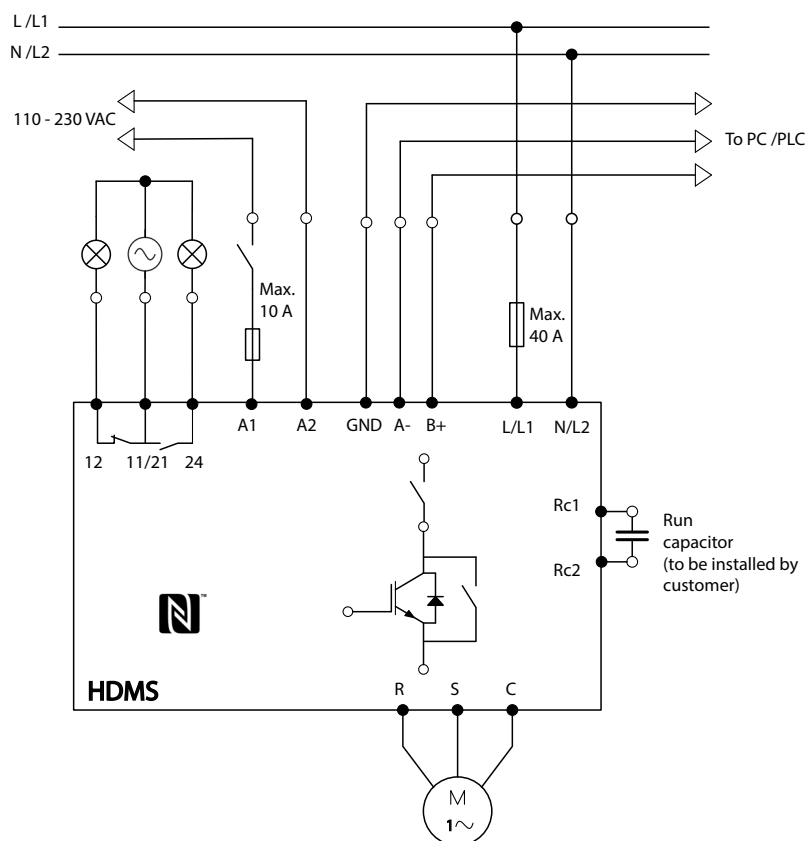 L /L1
N /L2
110 - 230 VAC
To PC /PLC
Max.
10 A
Max.
40 A
A1 A2 GND A- B+ L/L1 N/L2
12 11/21 24
Rc1
Rc2
Run
capacitor
(to be installed by
customer)
N™
HDMS
R S C
M
1~